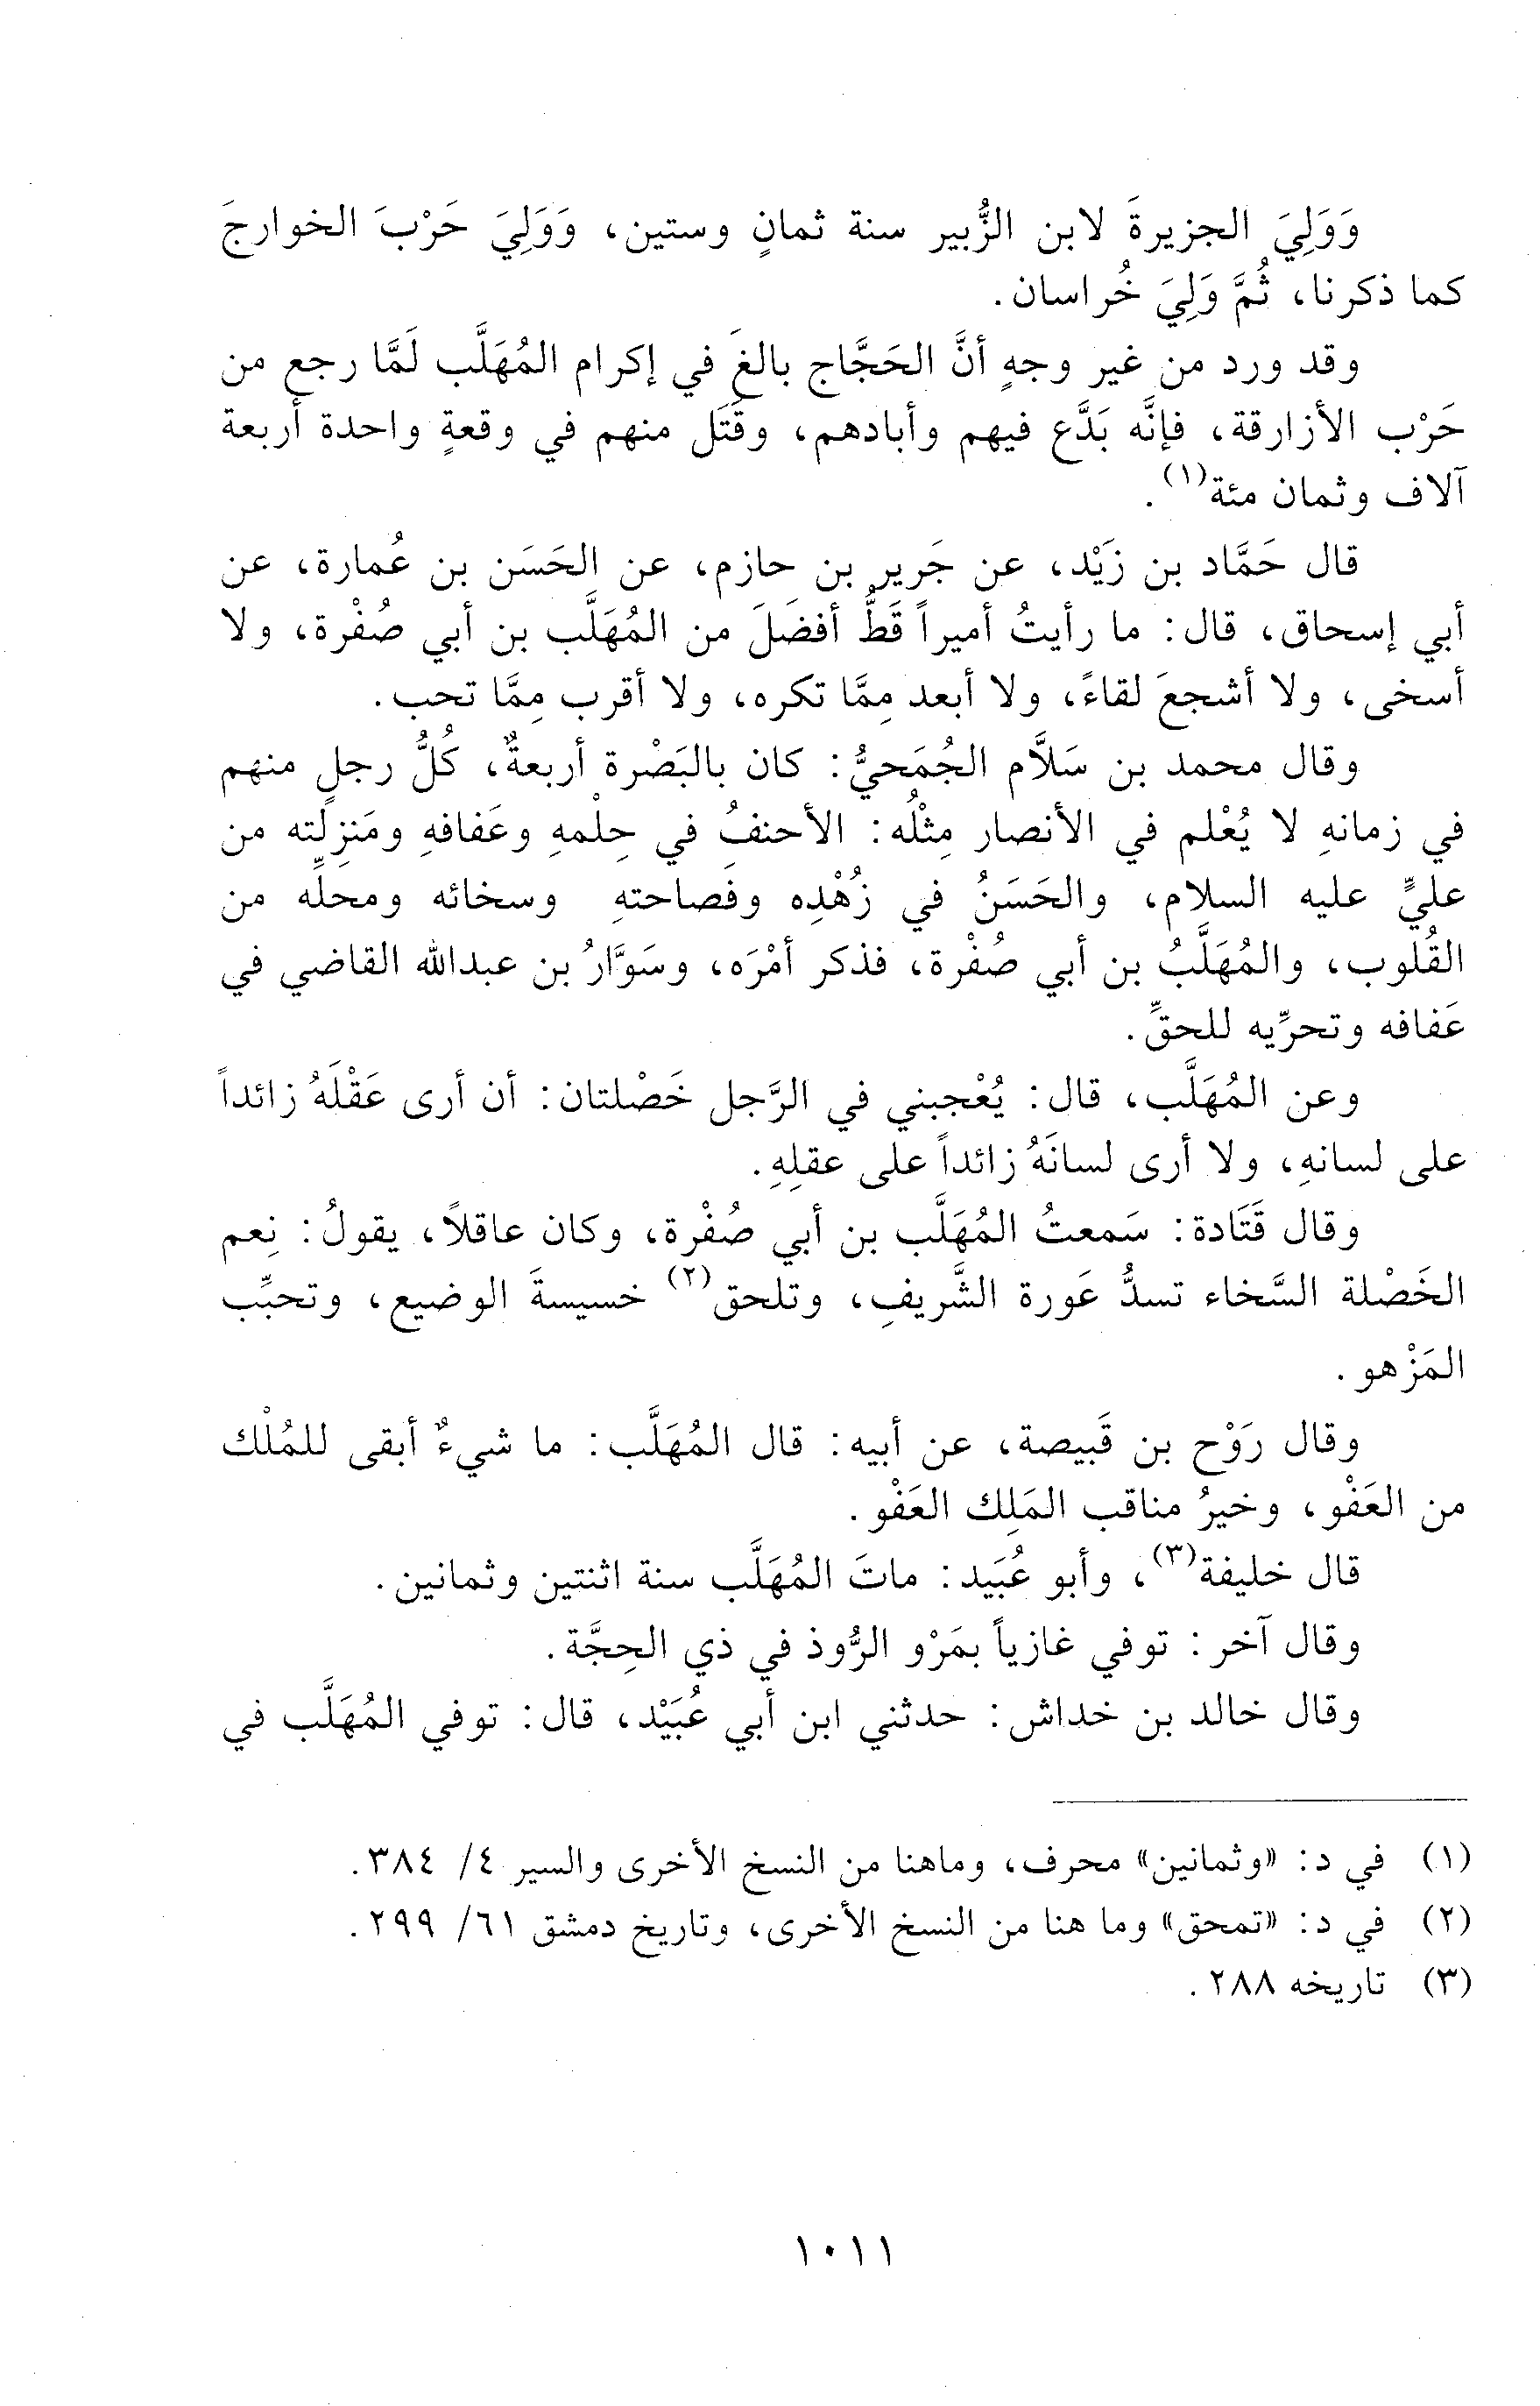 وَوَلِيَ الجزيرةَ لابن الزُّبير سنة ثمانٍ وستين، وَوَلِيَ حَرْبَ الخوارجَ
كما ذكرنا، ثُمَّ وَلِيَ خُراسان.
وقد ورد من غير وجهٍ أنَّ الحَجَّاج بالغَ في إكرام المُهَلَّب لَمَّا رجع من
حَرْب الأزارقة، فإنَّه بَدَّع فيهم وأبادهم، وقَتَل منهم في وقعةٍ واحدة أربعة
آلاف وثمان مئة(١).
قال حَمَّاد بن زَيْد، عن جَرير بن حازم، عن الحَسَن بن عُمارة، عن
أبي إسحاق، قال: ما رأيتُ أميراً قَطُّ أفضَلَ من المُهَلَّب بن أبي صُفْرة، ولا
أسخى، ولا أشجعَ لقاءً، ولا أبعد مِمَّا تكره، ولا أقرب مِمَّا تحب.
وقال محمد بن سَلَّام الجُمَحيُّ: كان بالبَصْرة أربعةٌ، كُلُّ رجلٍ منهم
في زمانهِ لا يُعْلم في الأنصار مِثْلُه: الأحنفُ في حِلْمهِ وعَفافهِ ومَنزِلَته من
عليٍّ عليه السلام، والحَسَنُ في زُهْدِه وفَصاحتهِ وسخائه ومحلِّه من
القُلوب، والمُهَلَّبُ بن أبي صُفْرة، فذكر أمْرَه، وسَوَّارُ بن عبدالله القاضي في
عَفافه وتحرِّيه للحقِّ.
وعن المُهَلَّب، قال: يُعْجبني في الرَّجل خَصْلتان: أن أرى عَقْلَهُ زائداً
على لسانهِ، ولا أرى لسانَهُ زائداً على عقلِهِ.
وقال قَتَادة: سَمعتُ المُهَلَّب بن أبي صُفْرة، وكان عاقلاً، يقولُ: نِعم
الخَصْلة السَّخاء تسدُّ عَورة الشَّريفِ، وتلحق(٢) خسيسةَ الوضيع، وتحبِّب
المَزْهو.
وقال رَوْح بن قَبيصة، عن أبيه: قال المُهَلَّب: ما شيءٌ أبقى للمُلْك
من العَفْو، وخيرُ مناقب المَلِك العَفْو.
قال خليفة(٣)، وأبو عُبَيد: ماتَ المُهَلَّب سنة اثنتين وثمانين.
وقال آخر: توفي غازياً بمَرْو الرُّوذ في ذي الحِجَّة.
وقال خالد بن خداش: حدثني ابن أبي عُبَيْد، قال: توفي المُهَلَّب في
(١) في د: «وثمانين» محرف، وماهنا من النسخ الأخرى والسير ٤/ ٣٨٤.
(٢) في د: «تمحق» وما هنا من النسخ الأخرى، وتاريخ دمشق ٦١/ ٢٩٩.
(٣) تاريخه ٢٨٨.
١٠١١